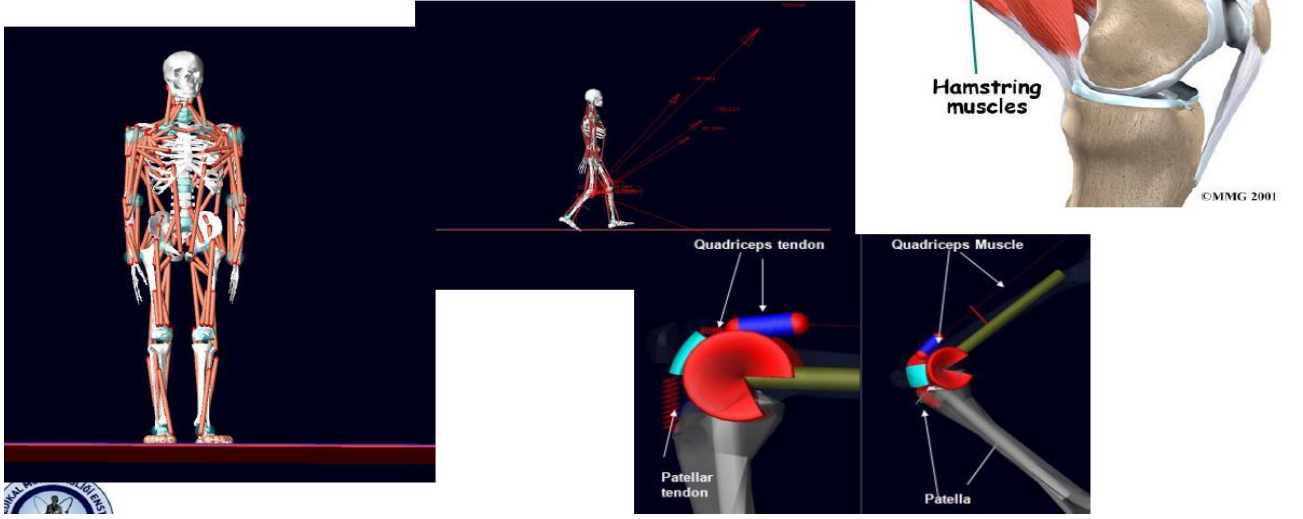 Hamstring
muscles
©MMG 2001
Quadriceps tendon
Quadriceps Muscle
Patellar
tendon
Patella